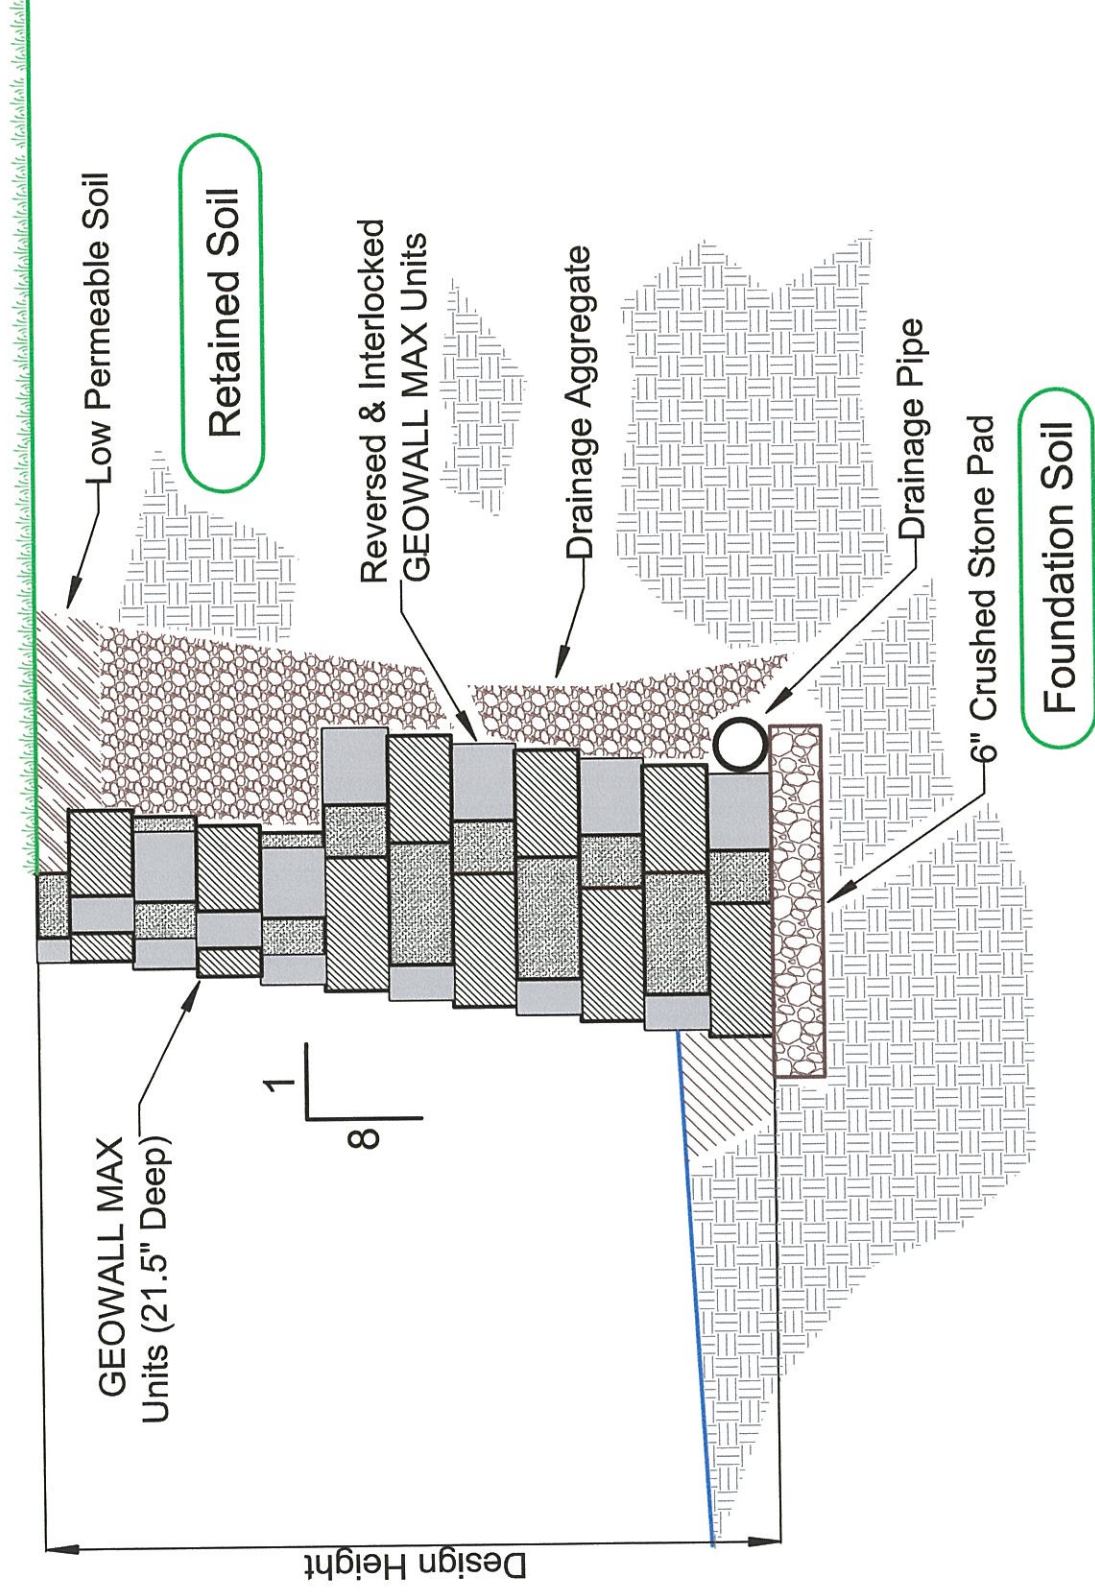 Low Permeable Soil
Retained Soil
Reversed & Interlocked
GEOWALL MAX Units
Drainage Aggregate
Drainage Pipe
6" Crushed Stone Pad
Foundation Soil
GEOWALL MAX
Units (21.5" Deep)
1
8
Design Height